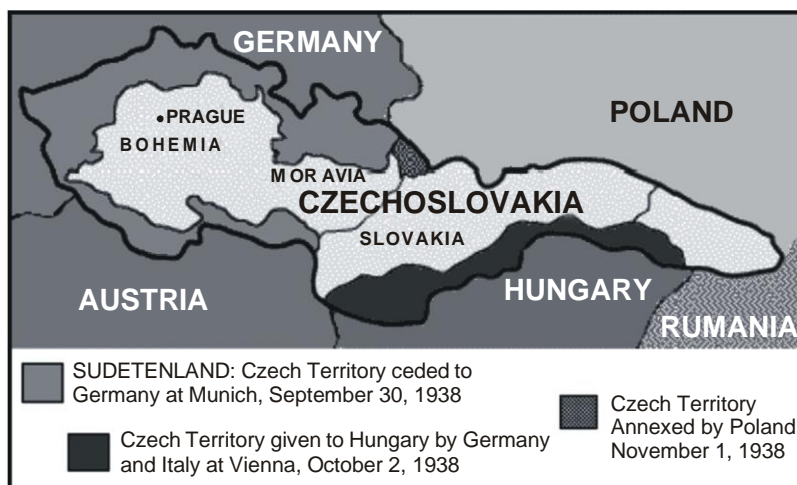 GERMANY
POLAND
PRAGUE
BOHEMIA
MORAVIA
CZECHOSLOVAKIA
SLOVAKIA
AUSTRIA
HUNGARY
RUMANIA
SUDETENLAND: Czech Territory ceded to
Germany at Munich, September 30, 1938
Czech Territory given to Hungary by Germany
and Italy at Vienna, October 2, 1938
Czech Territory
Annexed by Poland
November 1, 1938